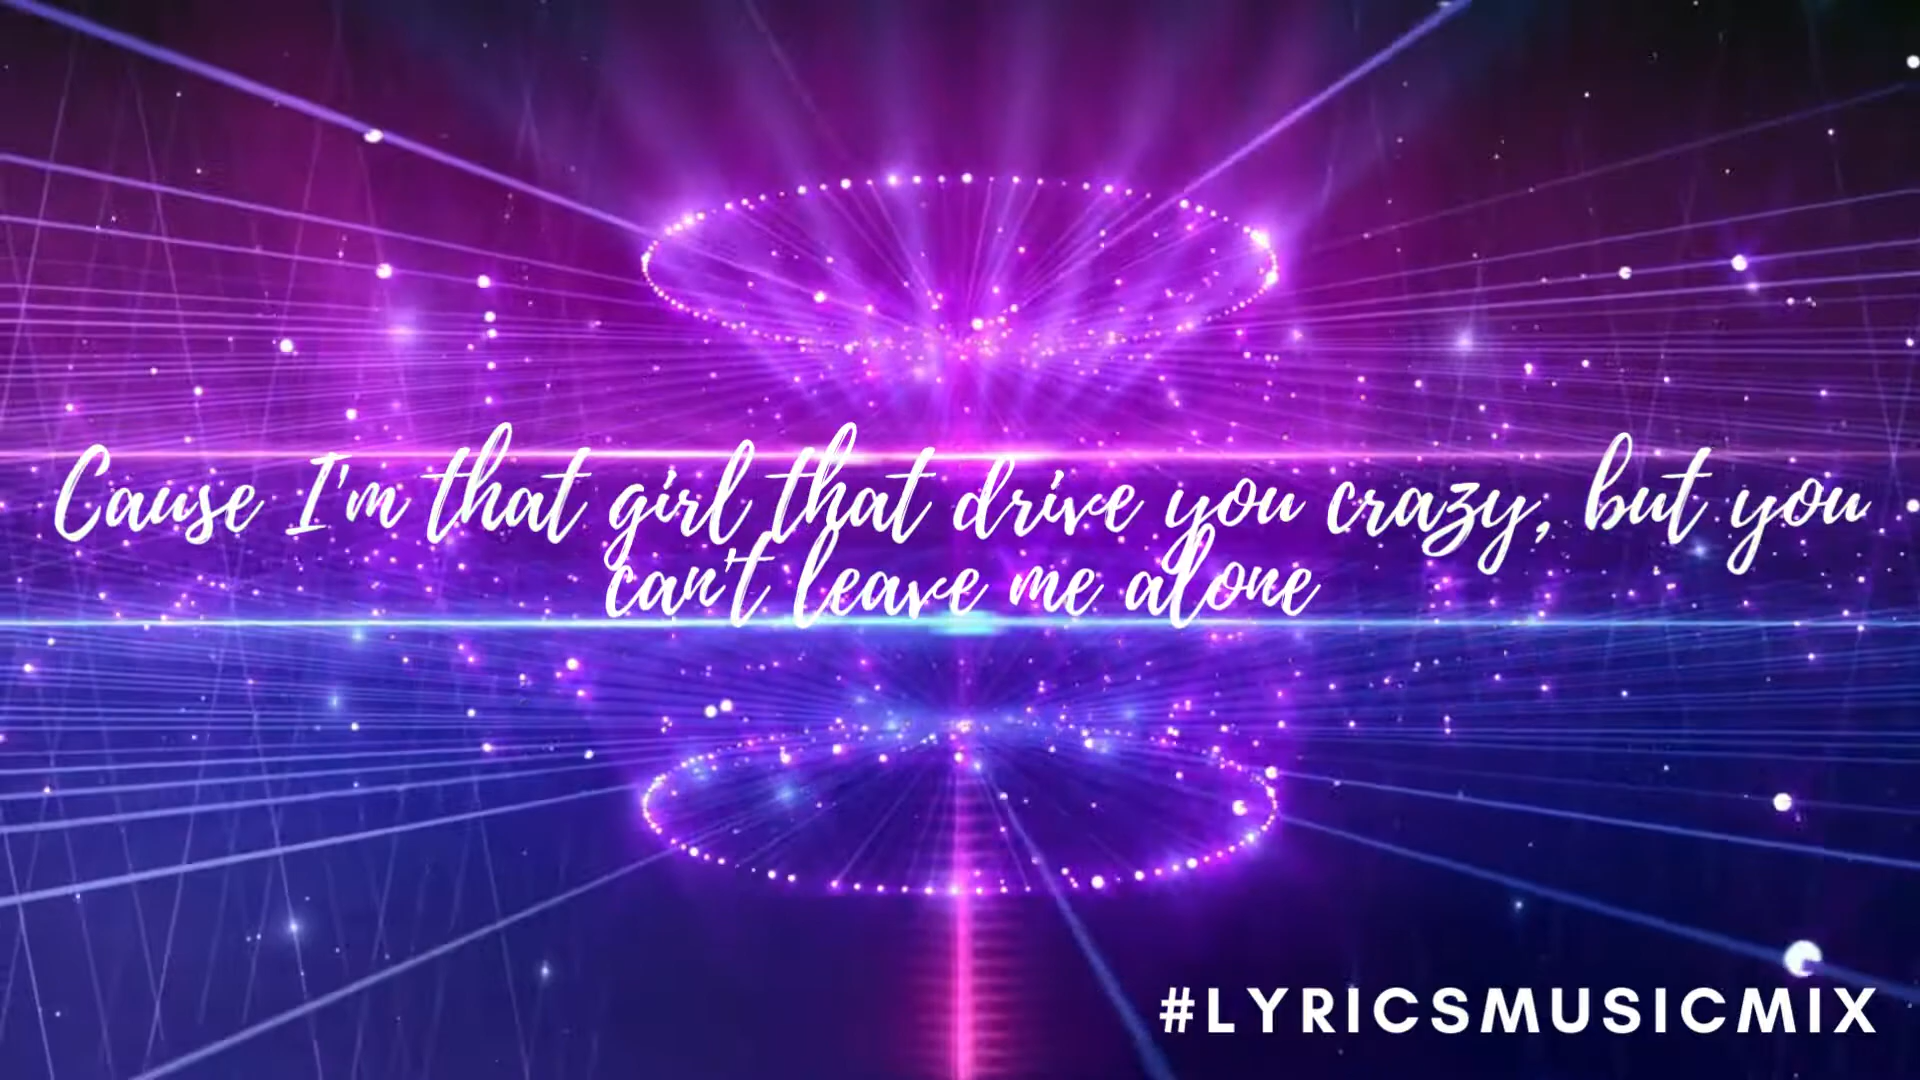 Cause I'm that girl that drive you crazy, but you
can't leave me alone
#LYRICSMUSICMIX